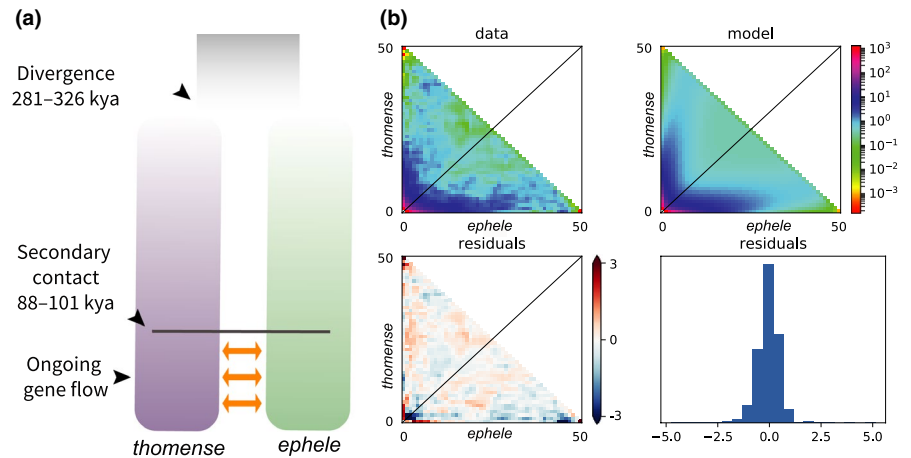 (a)
Divergence
281–326 kya
Secondary
contact
88–101 kya
Ongoing
gene flow
thomense
ephele
(b)
data
50
thomense
0
0
ephele
50
model
50
thomense
0
0
ephele
50
10³
10²
10¹
10⁰
10⁻¹
10⁻²
10⁻³
residuals
50
thomense
0
0
ephele
50
3
0
-3
residuals
−5.0
−2.5
0.0
2.5
5.0